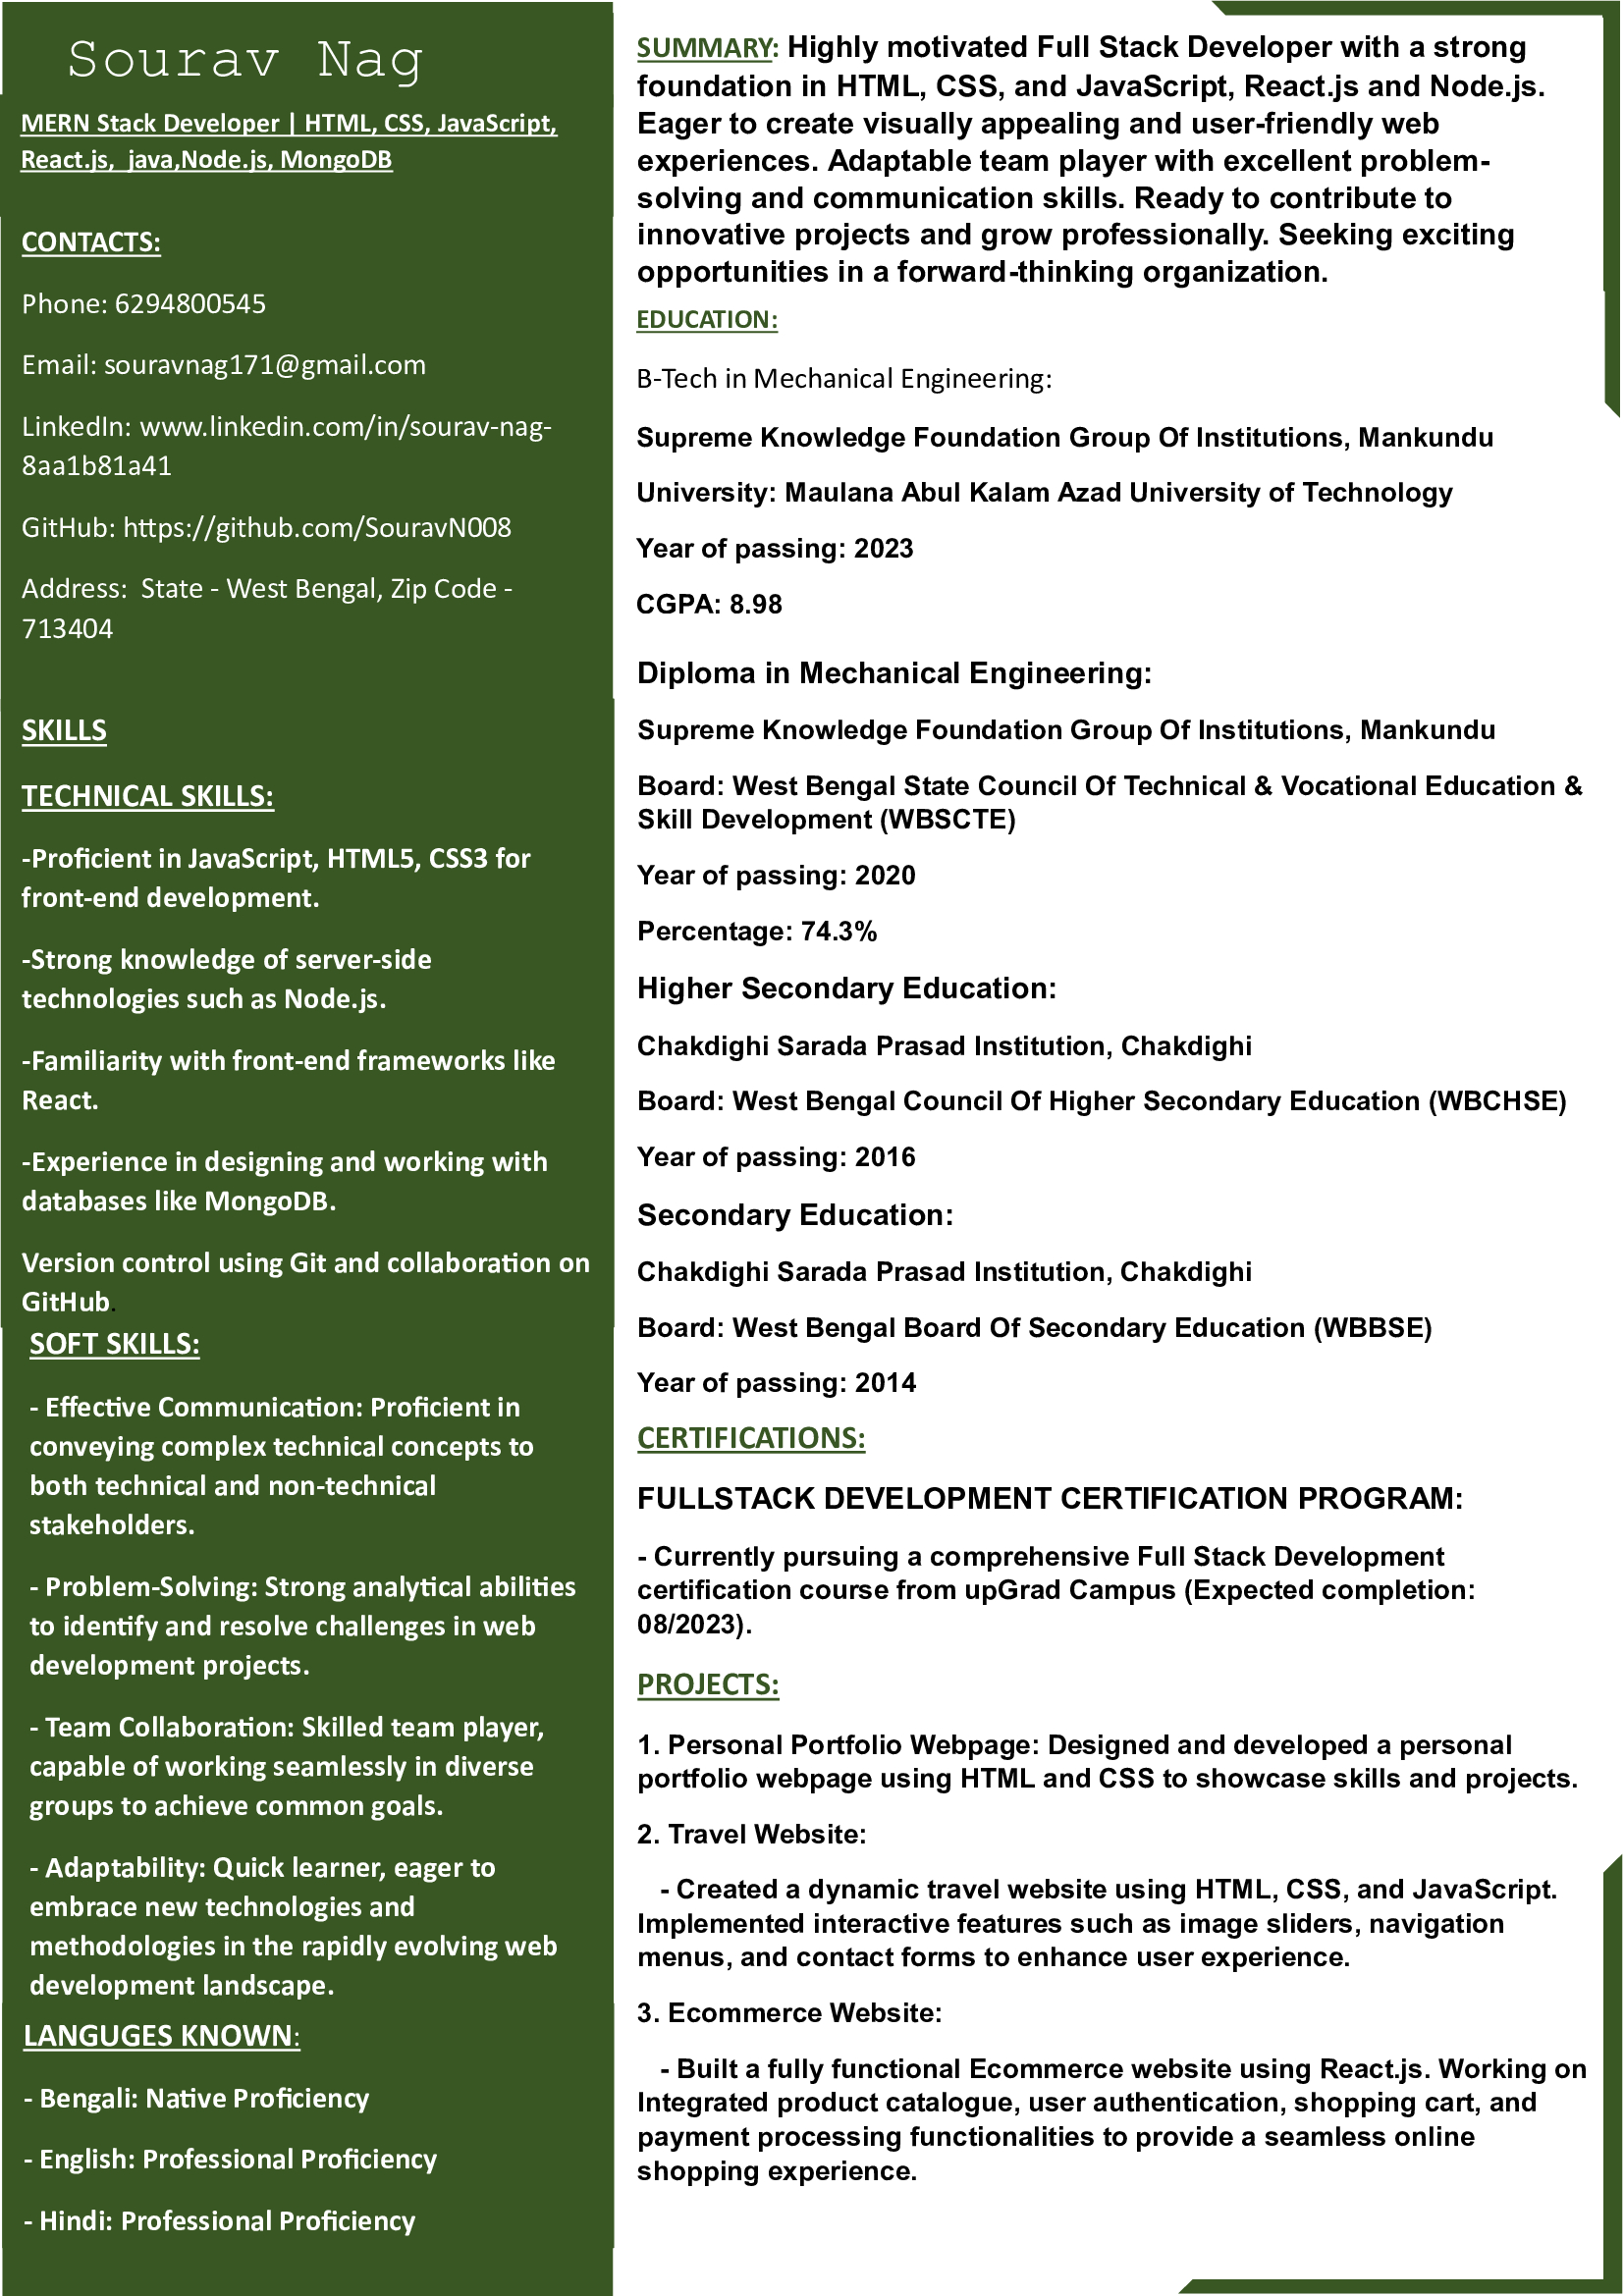 Sourav Nag
MERN Stack Developer | HTML, CSS, JavaScript,
React.js,  java,Node.js, MongoDB
CONTACTS:
Phone: 6294800545
Email: souravnag171@gmail.com
LinkedIn: www.linkedin.com/in/sourav-nag-
8aa1b81a41
GitHub: https://github.com/SouravN008
Address:  State - West Bengal, Zip Code -
713404
SKILLS
TECHNICAL SKILLS:
-Proficient in JavaScript, HTML5, CSS3 for
front-end development.
-Strong knowledge of server-side
technologies such as Node.js.
-Familiarity with front-end frameworks like
React.
-Experience in designing and working with
databases like MongoDB.
Version control using Git and collaboration on
GitHub.
SOFT SKILLS:
- Effective Communication: Proficient in
conveying complex technical concepts to
both technical and non-technical
stakeholders.
- Problem-Solving: Strong analytical abilities
to identify and resolve challenges in web
development projects.
- Team Collaboration: Skilled team player,
capable of working seamlessly in diverse
groups to achieve common goals.
- Adaptability: Quick learner, eager to
embrace new technologies and
methodologies in the rapidly evolving web
development landscape.
LANGUGES KNOWN:
- Bengali: Native Proficiency
- English: Professional Proficiency
- Hindi: Professional Proficiency
SUMMARY: Highly motivated Full Stack Developer with a strong
foundation in HTML, CSS, and JavaScript, React.js and Node.js.
Eager to create visually appealing and user-friendly web
experiences. Adaptable team player with excellent problem-
solving and communication skills. Ready to contribute to
innovative projects and grow professionally. Seeking exciting
opportunities in a forward-thinking organization.
EDUCATION:
B-Tech in Mechanical Engineering:
Supreme Knowledge Foundation Group Of Institutions, Mankundu
University: Maulana Abul Kalam Azad University of Technology
Year of passing: 2023
CGPA: 8.98
Diploma in Mechanical Engineering:
Supreme Knowledge Foundation Group Of Institutions, Mankundu
Board: West Bengal State Council Of Technical & Vocational Education &
Skill Development (WBSCTE)
Year of passing: 2020
Percentage: 74.3%
Higher Secondary Education:
Chakdighi Sarada Prasad Institution, Chakdighi
Board: West Bengal Council Of Higher Secondary Education (WBCHSE)
Year of passing: 2016
Secondary Education:
Chakdighi Sarada Prasad Institution, Chakdighi
Board: West Bengal Board Of Secondary Education (WBBSE)
Year of passing: 2014
CERTIFICATIONS:
FULLSTACK DEVELOPMENT CERTIFICATION PROGRAM:
- Currently pursuing a comprehensive Full Stack Development
certification course from upGrad Campus (Expected completion:
08/2023).
PROJECTS:
1. Personal Portfolio Webpage: Designed and developed a personal
portfolio webpage using HTML and CSS to showcase skills and projects.
2. Travel Website:
- Created a dynamic travel website using HTML, CSS, and JavaScript.
Implemented interactive features such as image sliders, navigation
menus, and contact forms to enhance user experience.
3. Ecommerce Website:
- Built a fully functional Ecommerce website using React.js. Working on
Integrated product catalogue, user authentication, shopping cart, and
payment processing functionalities to provide a seamless online
shopping experience.